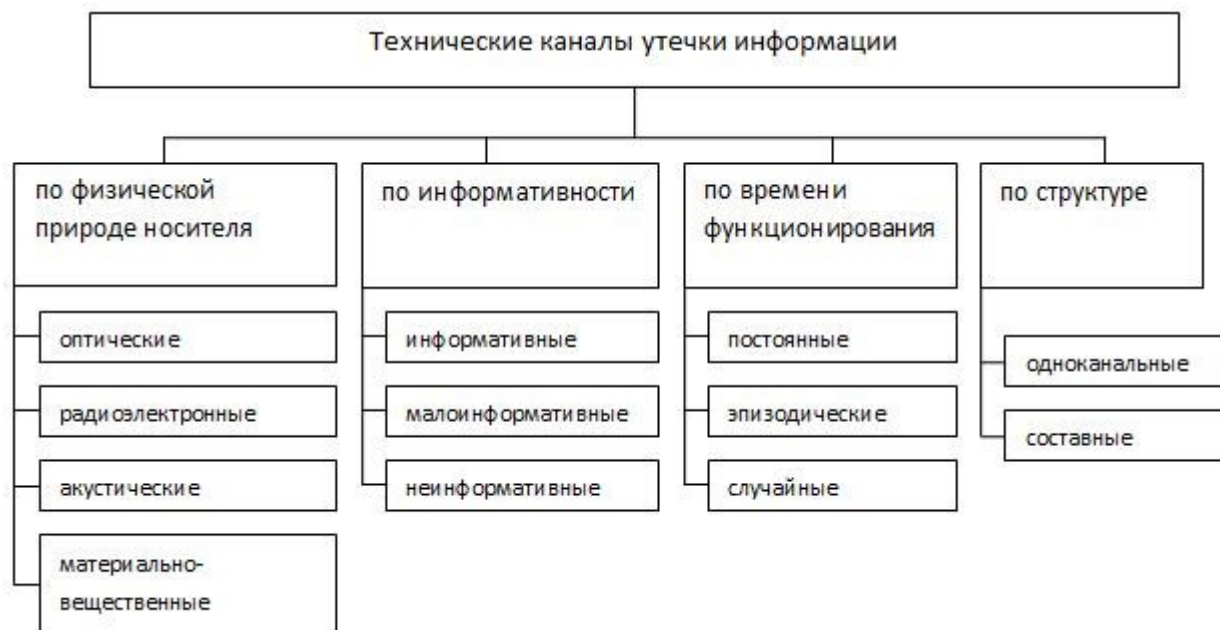 Технические каналы утечки информации
по физической
природе носителя
оптические
радиоэлектронные
акустические
материально-
вещественные
по информативности
информативные
малоинформативные
неинформативные
по времени
функционирования
постоянные
эпизодические
случайные
по структуре
одноканальные
составные